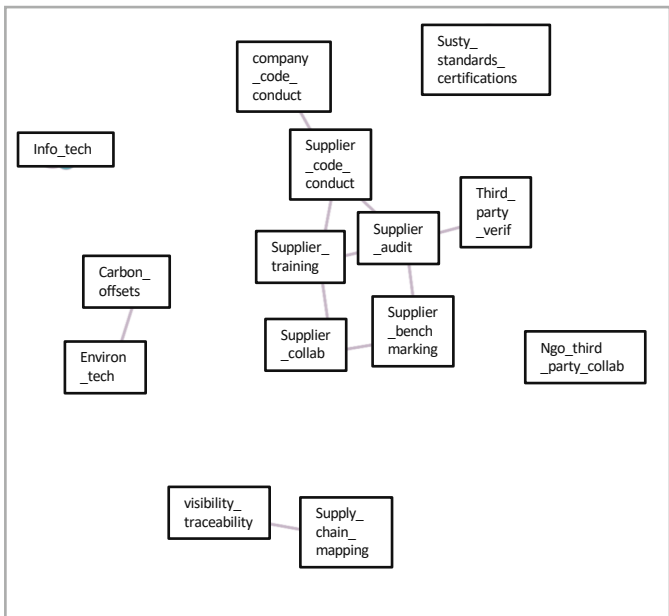 company
_code_
conduct
Susty_
standards_
certifications
Info_tech
Supplier
_code_
conduct
Third_
party
_verif
Supplier
_audit
Supplier_
training
Carbon_
offsets
Supplier
_bench
marking
Supplier
_collab
Environ
_tech
Ngo_third
_party_collab
visibility_
traceability
Supply_
chain_
mapping